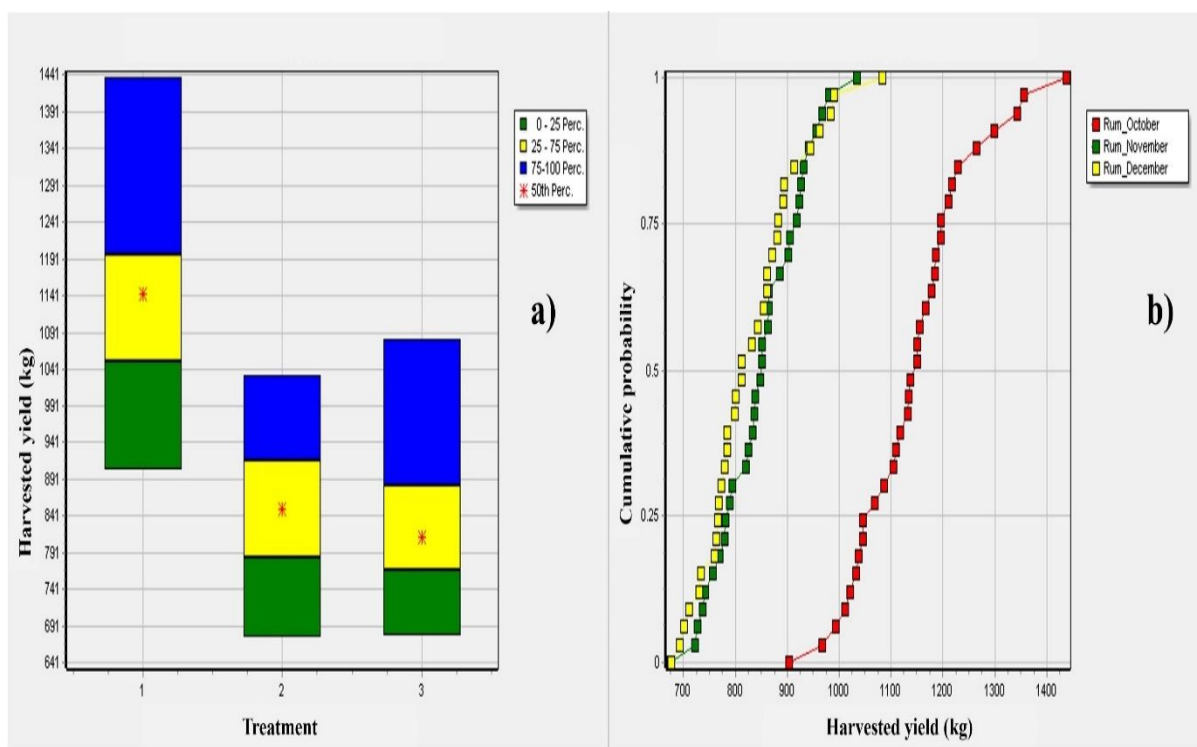 Harvested yield (kg)
1441
1391
1341
1291
1241
1191
1141
1091
1041
991
941
891
841
791
741
691
641
1
2
3
Treatment
0 - 25 Perc.
25 - 75 Perc.
75-100 Perc.
50th Perc.
a)
Cumulative probability
1
0.75
0.5
0.25
0
700
800
900
1000
1100
1200
1300
1400
Harvested yield (kg)
Rum_October
Rum_November
Rum_December
b)